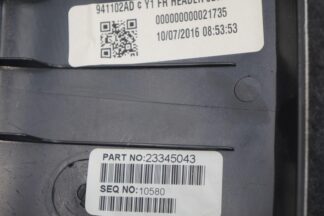 941102AD G Y1 FR HEADER
000000000021735
10/07/2016 08:53:53
PART NO:23345043
SEQ NO:10580